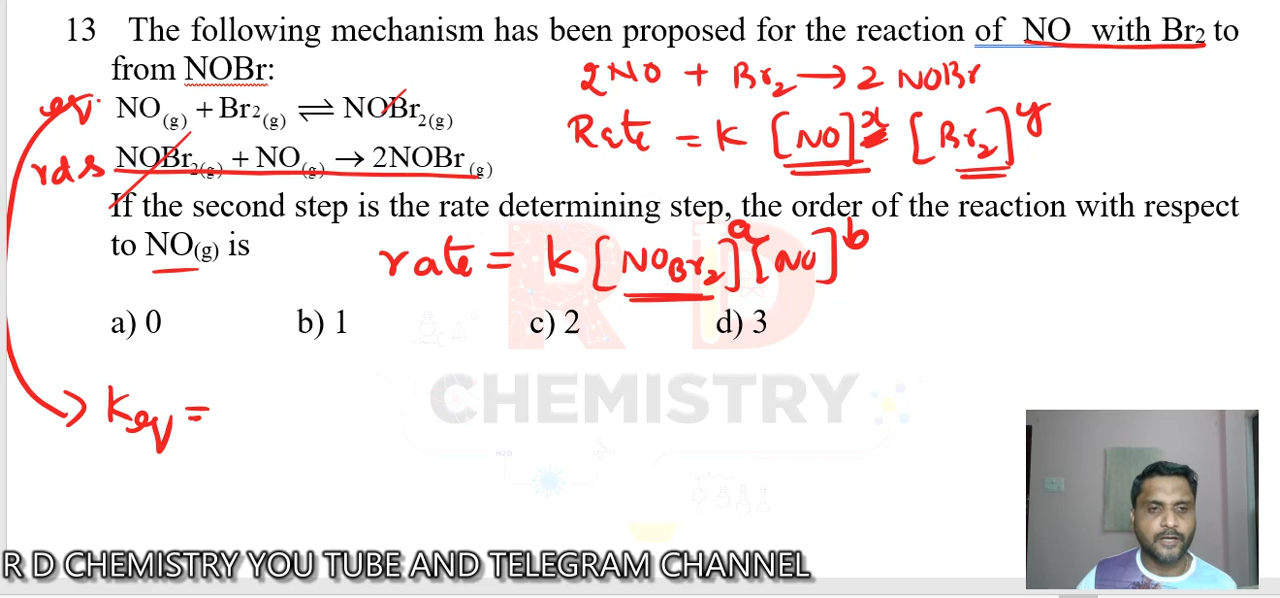 13 The following mechanism has been proposed for the reaction of NO with Br2 to
from NOBr:
2NO + Br2 → 2 NOBr
eq. NO(g) + Br2(g) ⇌ NOBr2(g)
Rate = K [NO]^x [Br2]^y
rds NOBr2(g) + NO(g) → 2NOBr(g)
If the second step is the rate determining step, the order of the reaction with respect
to NO(g) is
rate = K [NOBr2]^a [NO]^b
a) 0 b) 1 c) 2 d) 3
RD
CHEMISTRY
Keq =
R D CHEMISTRY YOU TUBE AND TELEGRAM CHANNEL